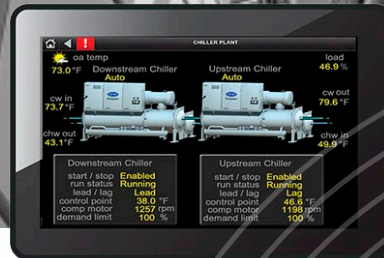 CHILLER PLANT
oa temp
73.0 °F
load
46.9 %
Downstream Chiller
Auto
Upstream Chiller
Auto
cw in
73.7 °F
cw out
79.6 °F
chw out
43.1 °F
chw in
49.9 °F
Downstream Chiller
start / stop Enabled
run status Running
lead / lag Lead
control point 38.0 °F
comp motor 1257 rpm
demand limit 100 %
Upstream Chiller
start / stop Enabled
run status Running
lead / lag Lag
control point 46.6 °F
comp motor 1198 rpm
demand limit 100 %